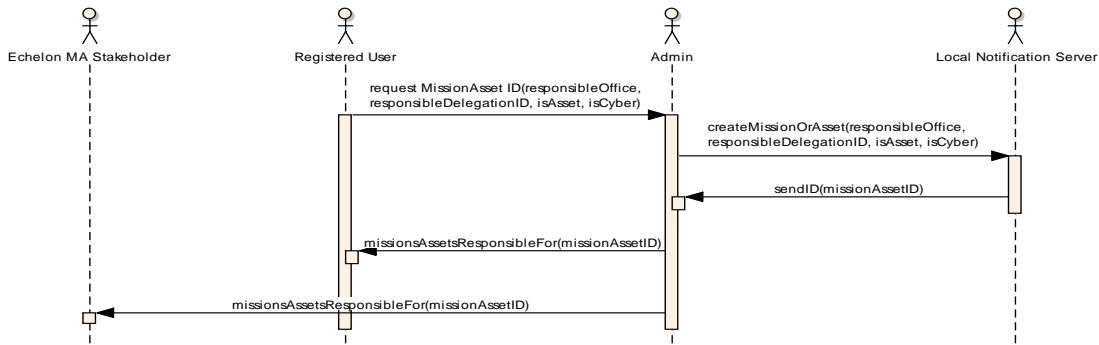 Echelon MA Stakeholder
Registered User
Admin
Local Notification Server
request MissionAsset ID(responsibleOffice,
responsibleDelegationID, isAsset, isCyber)
createMissionOrAsset(responsibleOffice,
responsibleDelegationID, isAsset, isCyber)
sendID(missionAssetID)
missionsAssetsResponsibleFor(missionAssetID)
missionsAssetsResponsibleFor(missionAssetID)